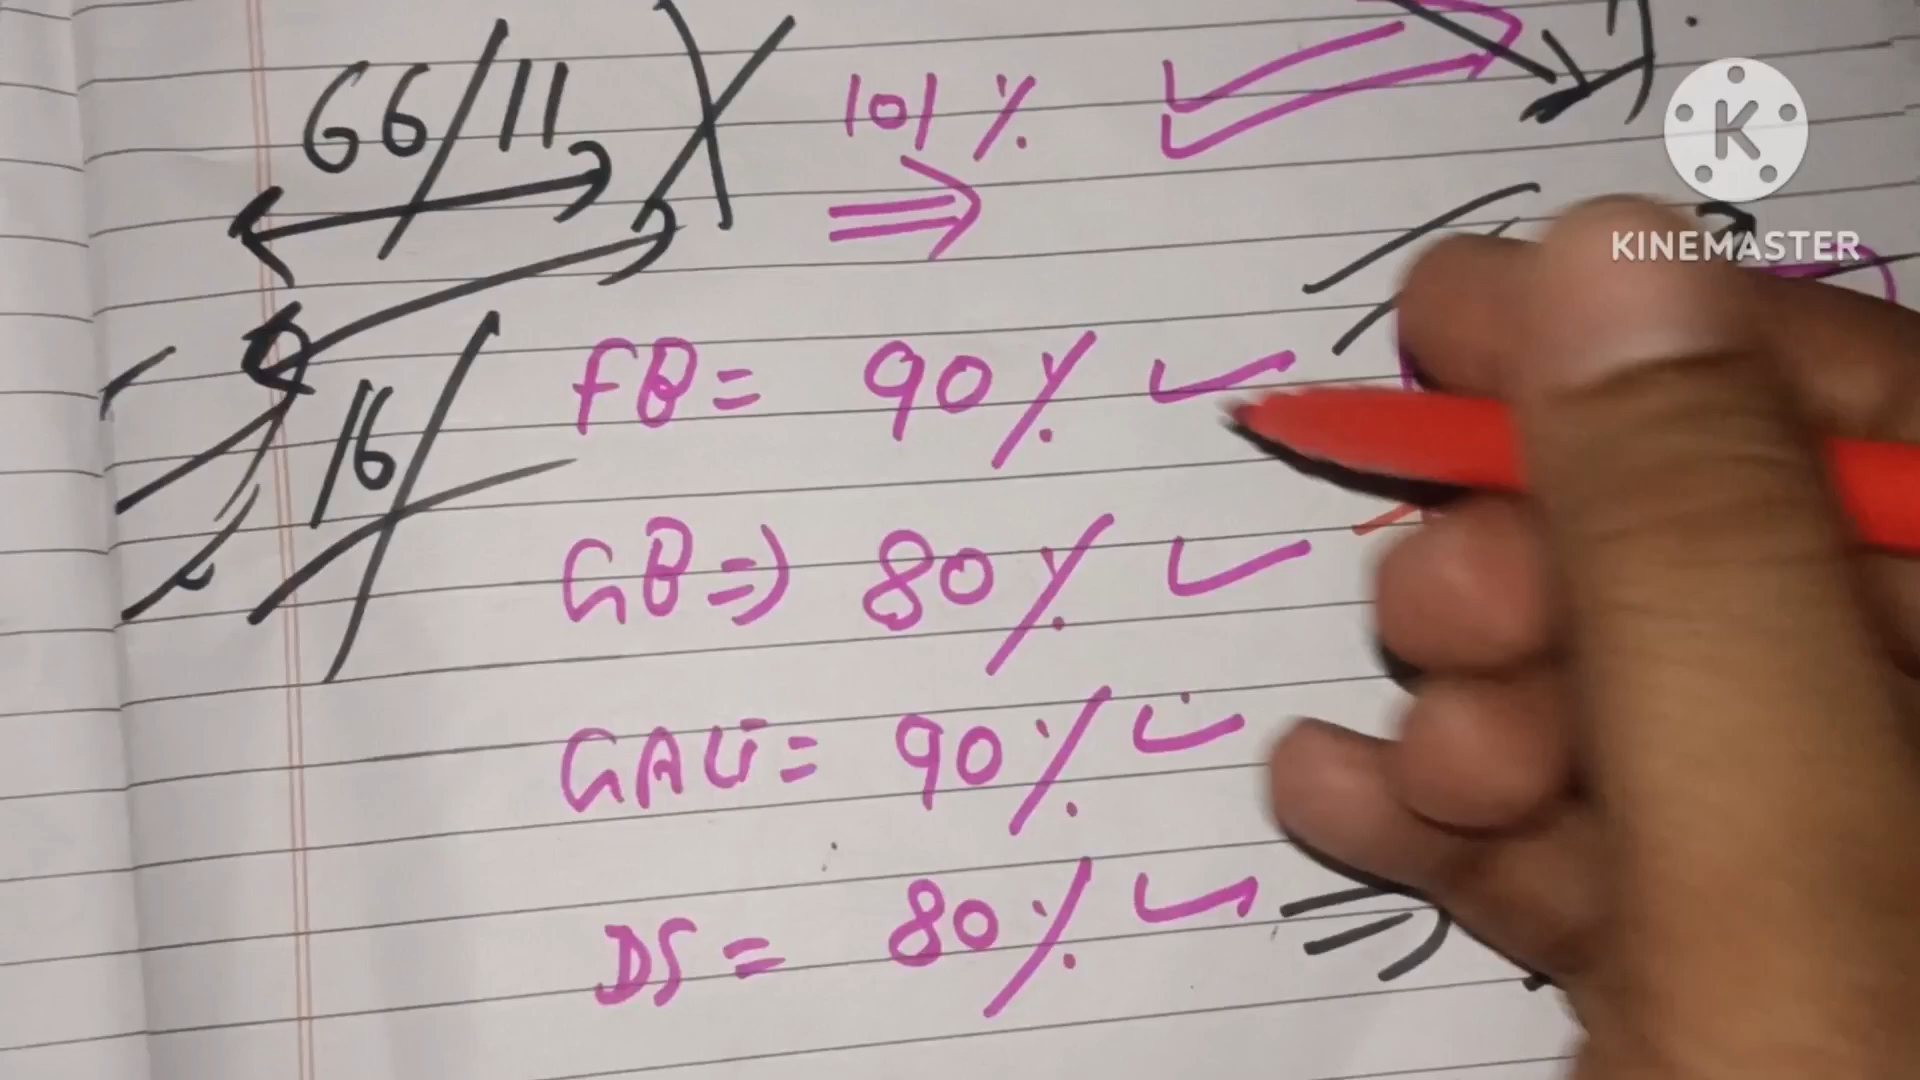 66/11
101 %
K
KINEMASTER
FB = 90 %
16
GB => 80 %
GALI = 90 %
DS = 80 %